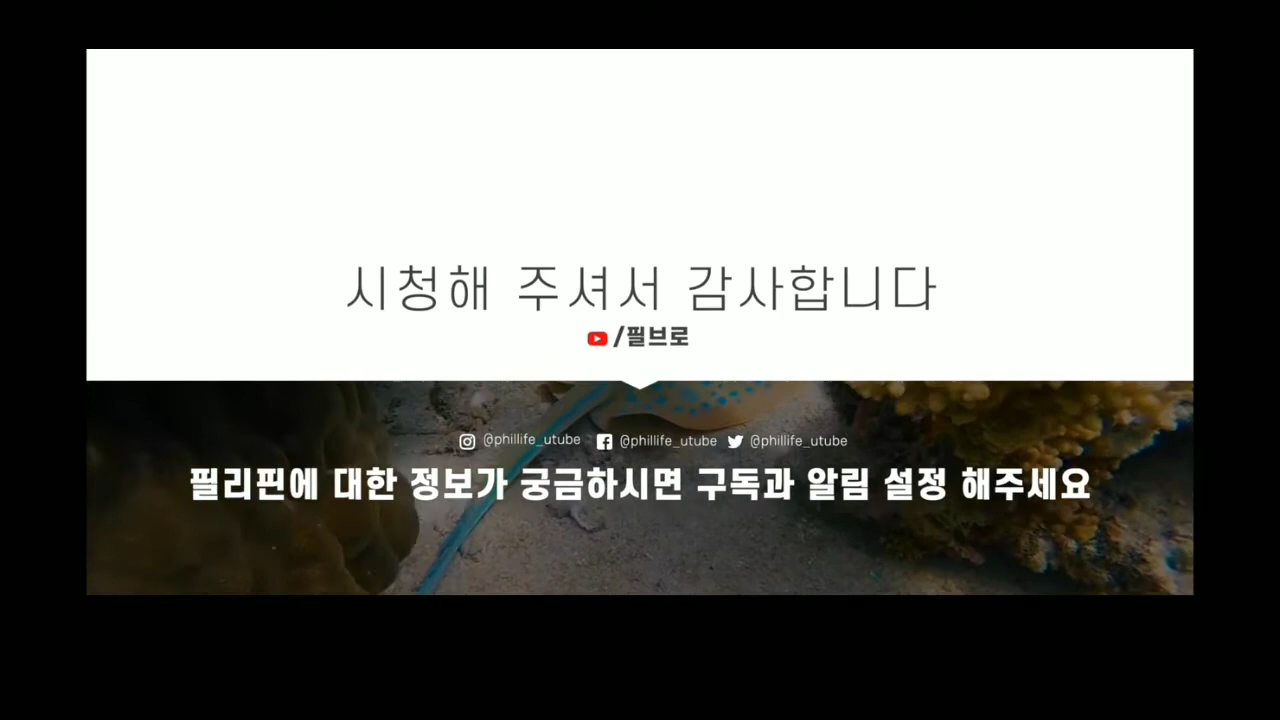 시청해 주셔서 감사합니다
/필브로
@phillife_utube @phillife_utube @phillife_utube
필리핀에 대한 정보가 궁금하시면 구독과 알림 설정 해주세요